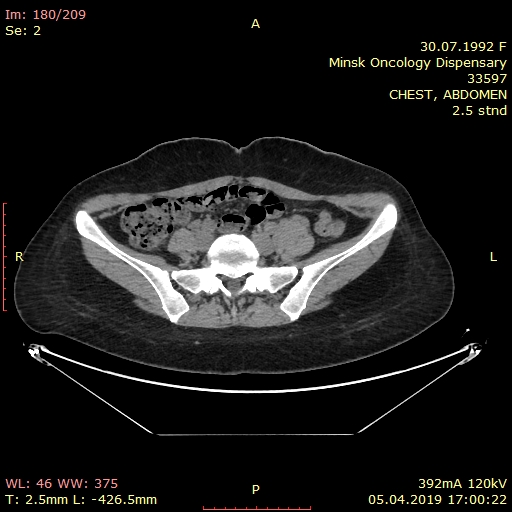 Im: 180/209
Se: 2
A
30.07.1992 F
Minsk Oncology Dispensary
33597
CHEST, ABDOMEN
2.5 stnd
R
L
WL: 46 WW: 375
T: 2.5mm L: -426.5mm
P
392mA 120kV
05.04.2019 17:00:22